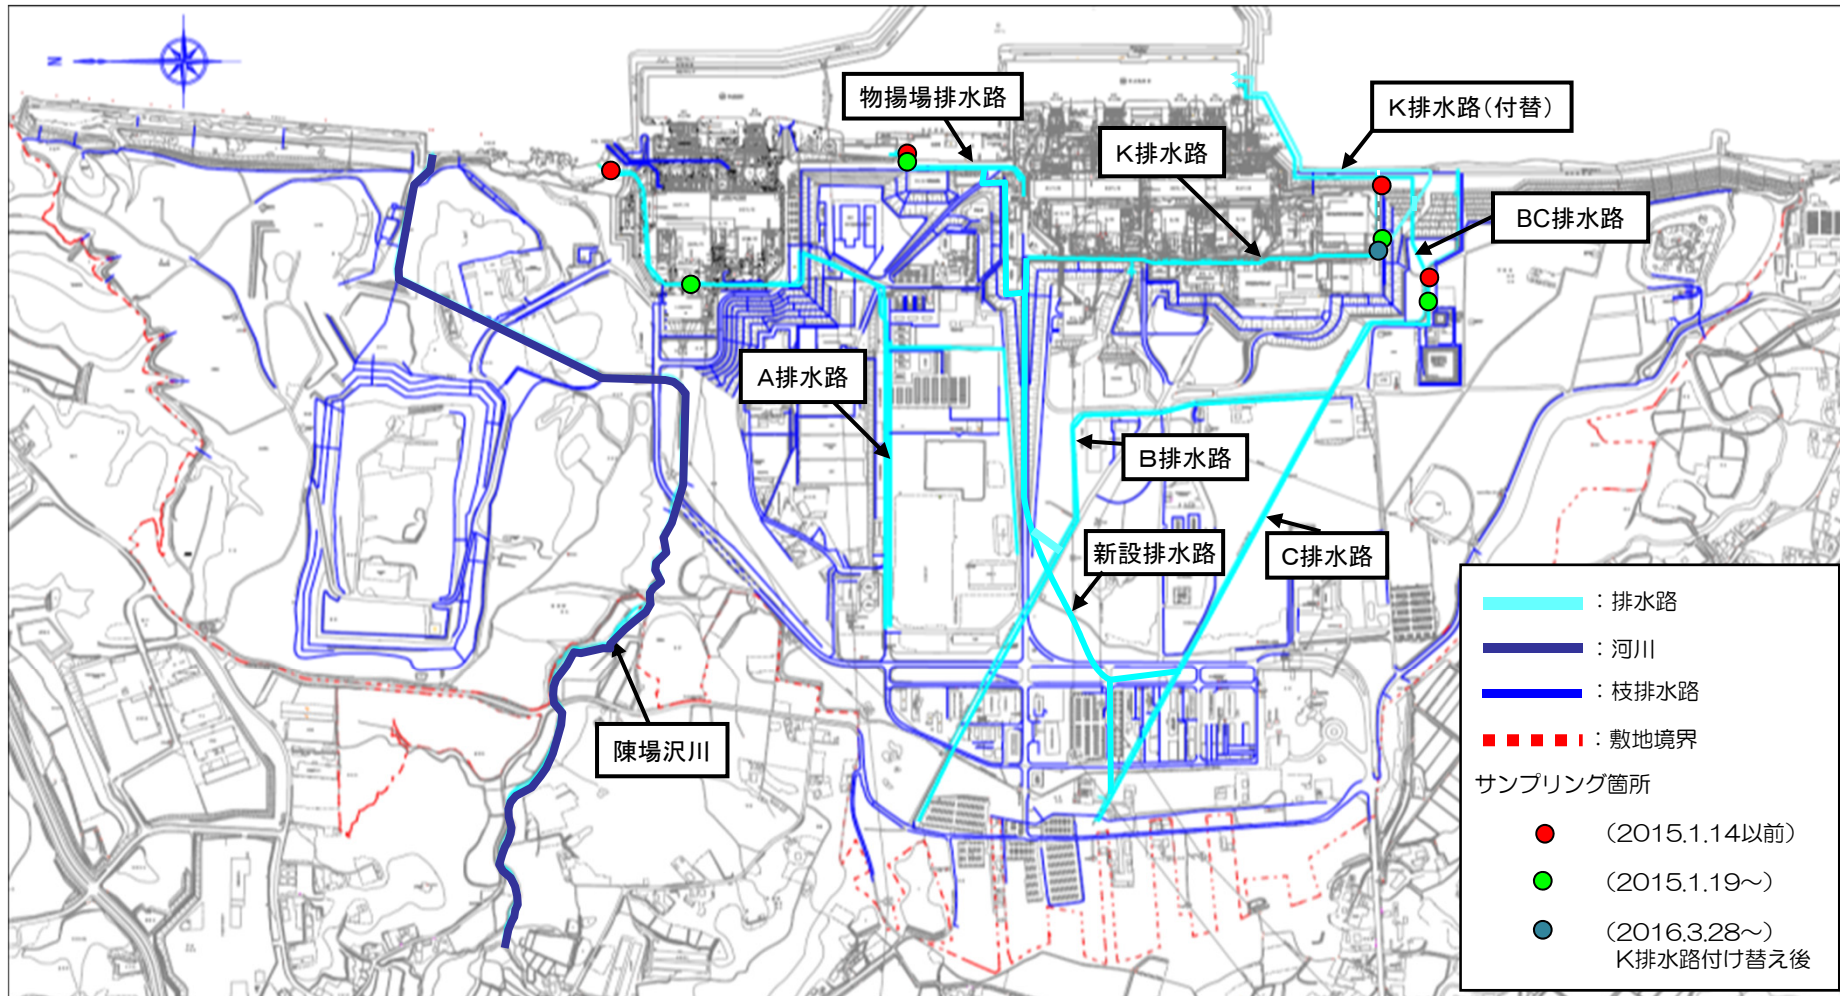 N
物揚場排水路
K排水路(付替)
K排水路
BC排水路
A排水路
B排水路
新設排水路
C排水路
陳場沢川
：排水路
：河川
：枝排水路
：敷地境界
サンプリング箇所
（2015.1.14以前）
（2015.1.19～）
（2016.3.28～）
K排水路付け替え後